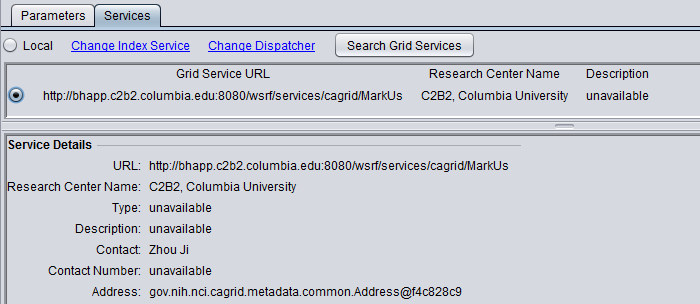 Parameters Services
Local Change Index Service Change Dispatcher Search Grid Services
Grid Service URL Research Center Name Description
http://bhapp.c2b2.columbia.edu:8080/wsrf/services/cagrid/MarkUs C2B2, Columbia University unavailable
Service Details
URL: http://bhapp.c2b2.columbia.edu:8080/wsrf/services/cagrid/MarkUs
Research Center Name: C2B2, Columbia University
Type: unavailable
Description: unavailable
Contact: Zhou Ji
Contact Number: unavailable
Address: gov.nih.nci.cagrid.metadata.common.Address@f4c828c9